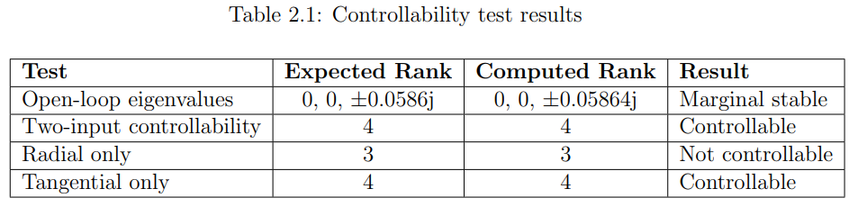 Table 2.1: Controllability test results
Test Expected Rank Computed Rank Result
Open-loop eigenvalues 0, 0, ±0.0586j 0, 0, ±0.05864j Marginal stable
Two-input controllability 4 4 Controllable
Radial only 3 3 Not controllable
Tangential only 4 4 Controllable